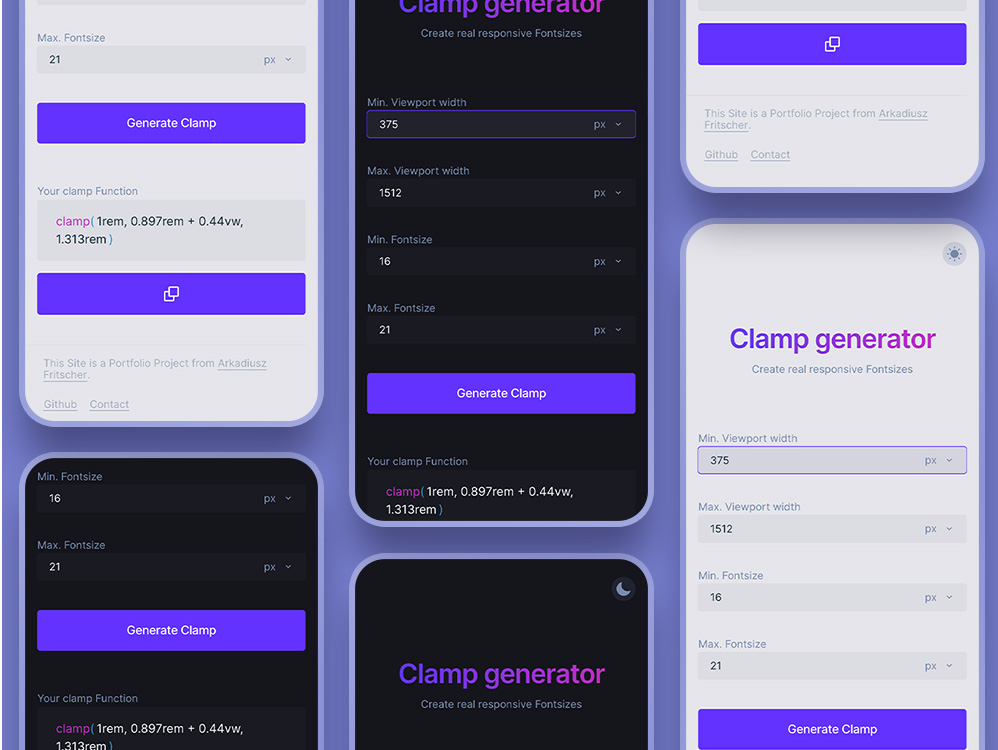 Max. Fontsize
21
px
Generate Clamp
Your clamp Function
clamp( 1rem, 0.897rem + 0.44vw,
1.313rem )
This Site is a Portfolio Project from Arkadiusz
Fritscher.
Github Contact
Min. Fontsize
16
px
Max. Fontsize
21
px
Generate Clamp
Your clamp Function
clamp( 1rem, 0.897rem + 0.44vw,
1.313rem )
Clamp generator
Create real responsive Fontsizes
Min. Viewport width
375
px
Max. Viewport width
1512
px
Min. Fontsize
16
px
Max. Fontsize
21
px
Generate Clamp
Your clamp Function
clamp( 1rem, 0.897rem + 0.44vw,
1.313rem )
Clamp generator
Create real responsive Fontsizes
This Site is a Portfolio Project from Arkadiusz
Fritscher.
Github Contact
Clamp generator
Create real responsive Fontsizes
Min. Viewport width
375
px
Max. Viewport width
1512
px
Min. Fontsize
16
px
Max. Fontsize
21
px
Generate Clamp